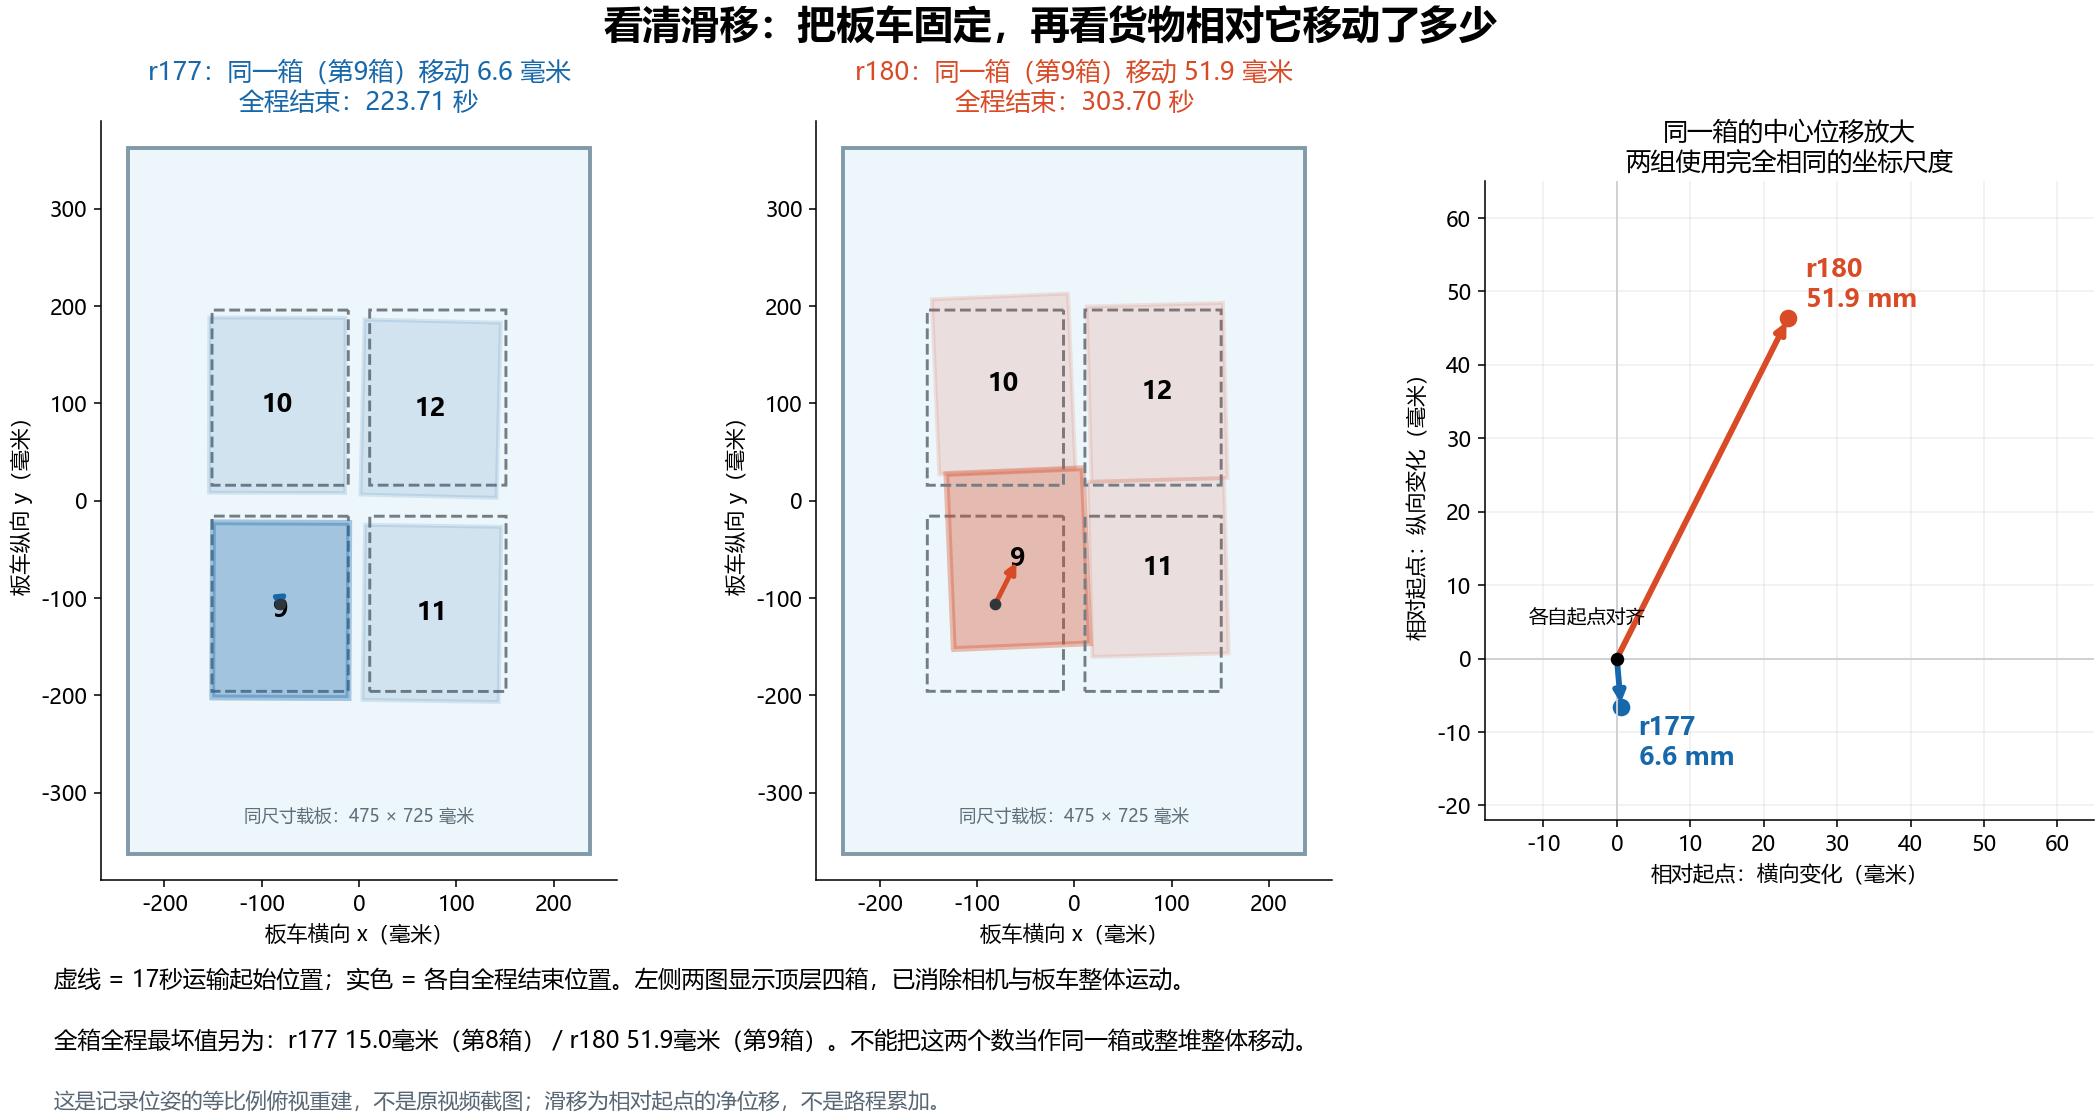 看清滑移：把板车固定，再看货物相对它移动了多少
r177：同一箱（第9箱）移动 6.6 毫米
全程结束：223.71 秒
300
200
100
0
-100
-200
-300
板车纵向 y（毫米）
10
12
9
11
同尺寸载板：475 × 725 毫米
-200
-100
0
100
200
板车横向 x（毫米）
r180：同一箱（第9箱）移动 51.9 毫米
全程结束：303.70 秒
300
200
100
0
-100
-200
-300
板车纵向 y（毫米）
10
12
9
11
同尺寸载板：475 × 725 毫米
-200
-100
0
100
200
板车横向 x（毫米）
同一箱的中心位移放大
两组使用完全相同的坐标尺度
60
50
40
30
20
10
0
-10
-20
相对起点：纵向变化（毫米）
r180
51.9 mm
各自起点对齐
r177
6.6 mm
-10
0
10
20
30
40
50
60
相对起点：横向变化（毫米）
虚线 = 17秒运输起始位置；实色 = 各自全程结束位置。左侧两图显示顶层四箱，已消除相机与板车整体运动。
全箱全程最坏值另为：r177 15.0毫米（第8箱） / r180 51.9毫米（第9箱）。不能把这两个数当作同一箱或整堆整体移动。
这是记录位姿的等比例俯视重建，不是原视频截图；滑移为相对起点的净位移，不是路程累加。